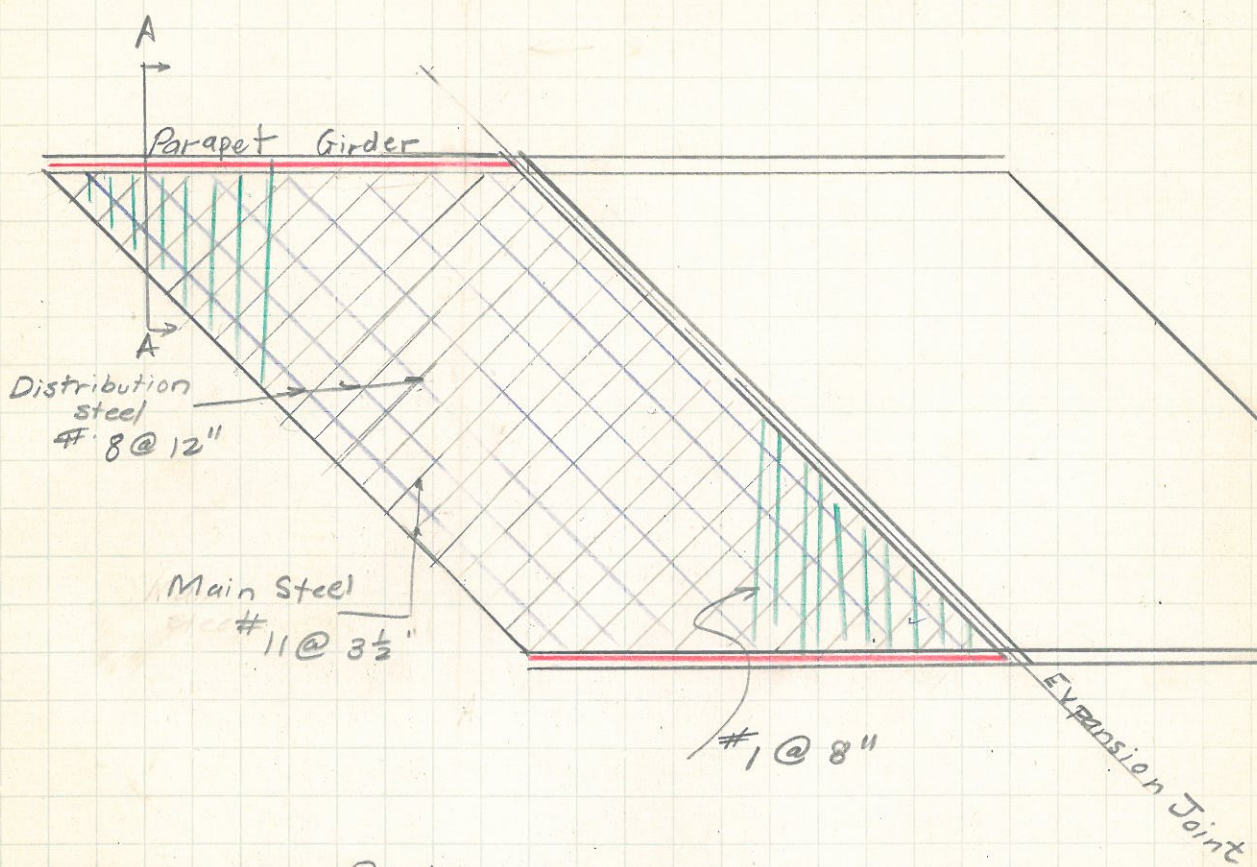 A
Parapet Girder
A
Distribution
steel
#8 @ 12"
Main Steel
#11 @ 3½"
#1 @ 8"
Expansion Joint